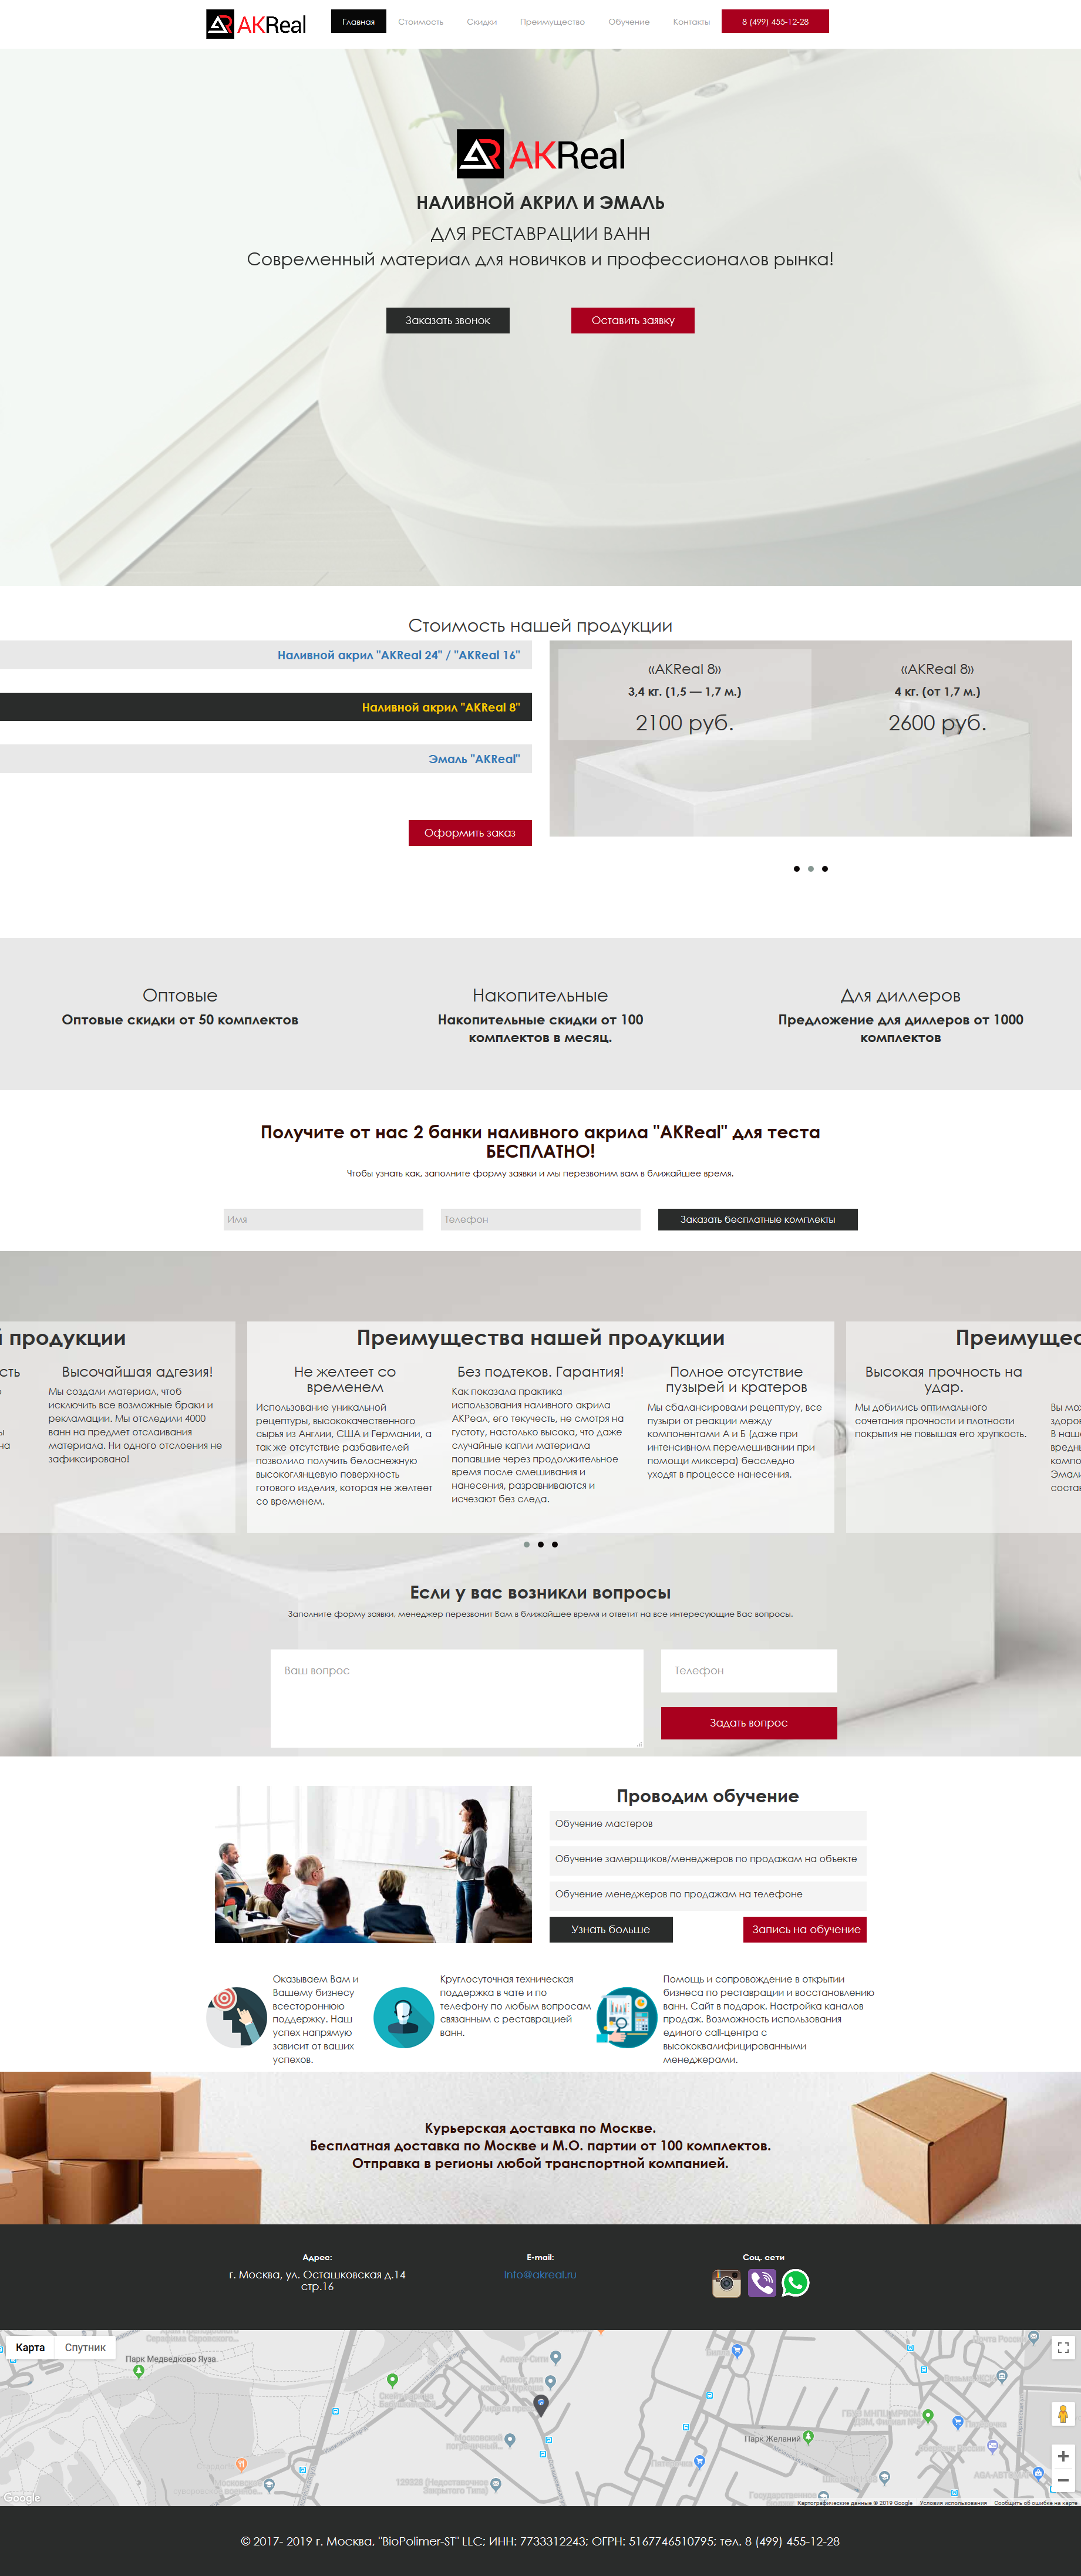 AKReal
Главная
Стоимость
Скидки
Преимущество
Обучение
Контакты
8 (499) 455-12-28
AKReal
НАЛИВНОЙ АКРИЛ И ЭМАЛЬ
ДЛЯ РЕСТАВРАЦИИ ВАНН
Современный материал для новичков и профессионалов рынка!
Заказать звонок
Оставить заявку
Стоимость нашей продукции
Наливной акрил "AKReal 24" / "AKReal 16"
Наливной акрил "AKReal 8"
Эмаль "AKReal"
Оформить заказ
«AKReal 8»
3,4 кг. (1,5 — 1,7 м.)
2100 руб.
«AKReal 8»
4 кг. (от 1,7 м.)
2600 руб.
Оптовые
Оптовые скидки от 50 комплектов
Накопительные
Накопительные скидки от 100
комплектов в месяц.
Для диллеров
Предложение для диллеров от 1000
комплектов
Получите от нас 2 банки наливного акрила "AKReal" для теста
БЕСПЛАТНО!
Чтобы узнать как, заполните форму заявки и мы перезвоним вам в ближайшее время.
Имя
Телефон
Заказать бесплатные комплекты
й продукции
Высочайшая адгезия!
Мы создали материал, чтоб
исключить все возможные браки и
рекламации. Мы отследили 4000
ванн на предмет отслаивания
материала. Ни одного отслоения не
зафиксировано!
Преимущества нашей продукции
Не желтеет со
временем
Использование уникальной
рецептуры, высококачественного
сырья из Англии, США и Германии, а
так же отсутствие разбавителей
позволило получить белоснежную
высокоглянцевую поверхность
готового изделия, которая не желтеет
со временем.
Без подтеков. Гарантия!
Как показала практика
использования наливного акрила
АКРеал, его текучесть, не смотря на
густоту, настолько высока, что даже
случайные капли материала
попавшие через продолжительное
время после смешивания и
нанесения, разравниваются и
исчезают без следа.
Полное отсутствие
пузырей и кратеров
Мы сбалансировали рецептуру, все
пузыри от реакции между
компонентами А и Б (даже при
интенсивном перемешивании при
помощи миксера) бесследно
уходят в процессе нанесения.
Преимущес
Высокая прочность на
удар.
Мы добились оптимального
сочетания прочности и плотности
покрытия не повышая его хрупкость.
Если у вас возникли вопросы
Заполните форму заявки, менеджер перезвонит Вам в ближайшее время и ответит на все интересующие Вас вопросы.
Ваш вопрос
Телефон
Задать вопрос
Проводим обучение
Обучение мастеров
Обучение замерщиков/менеджеров по продажам на объекте
Обучение менеджеров по продажам на телефоне
Узнать больше
Запись на обучение
Оказываем Вам и
Вашему бизнесу
всестороннюю
поддержку. Наш
успех напрямую
зависит от ваших
успехов.
Круглосуточная техническая
поддержка в чате и по
телефону по любым вопросам
связанным с реставрацией
ванн.
Помощь и сопровождение в открытии
бизнеса по реставрации и восстановлению
ванн. Сайт в подарок. Настройка каналов
продаж. Возможность использования
единого call-центра с
высококвалифицированными
менеджерами.
Курьерская доставка по Москве.
Бесплатная доставка по Москве и М.О. партии от 100 комплектов.
Отправка в регионы любой транспортной компанией.
Адрес:
г. Москва, ул. Осташковская д.14
стр.16
E-mail:
Info@akreal.ru
Соц. сети
Карта
Спутник
Парк Медведково Яуза
Парк Желаний
Google
Картографические данные © 2019 Google
Условия использования
Сообщить об ошибке на карте
© 2017- 2019 г. Москва, "BioPolimer-ST" LLC; ИНН: 7733312243; ОГРН: 5167746510795; тел. 8 (499) 455-12-28